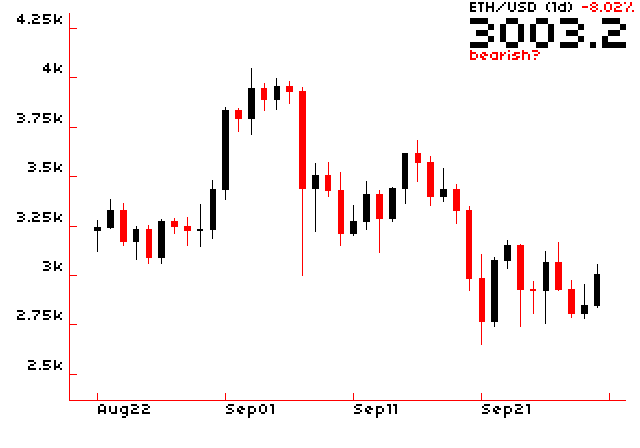 ETH/USD (1d) -8.02%
3003.2
bearish?
4.25k
4k
3.75k
3.5k
3.25k
3k
2.75k
2.5k
Aug22 Sep01 Sep11 Sep21